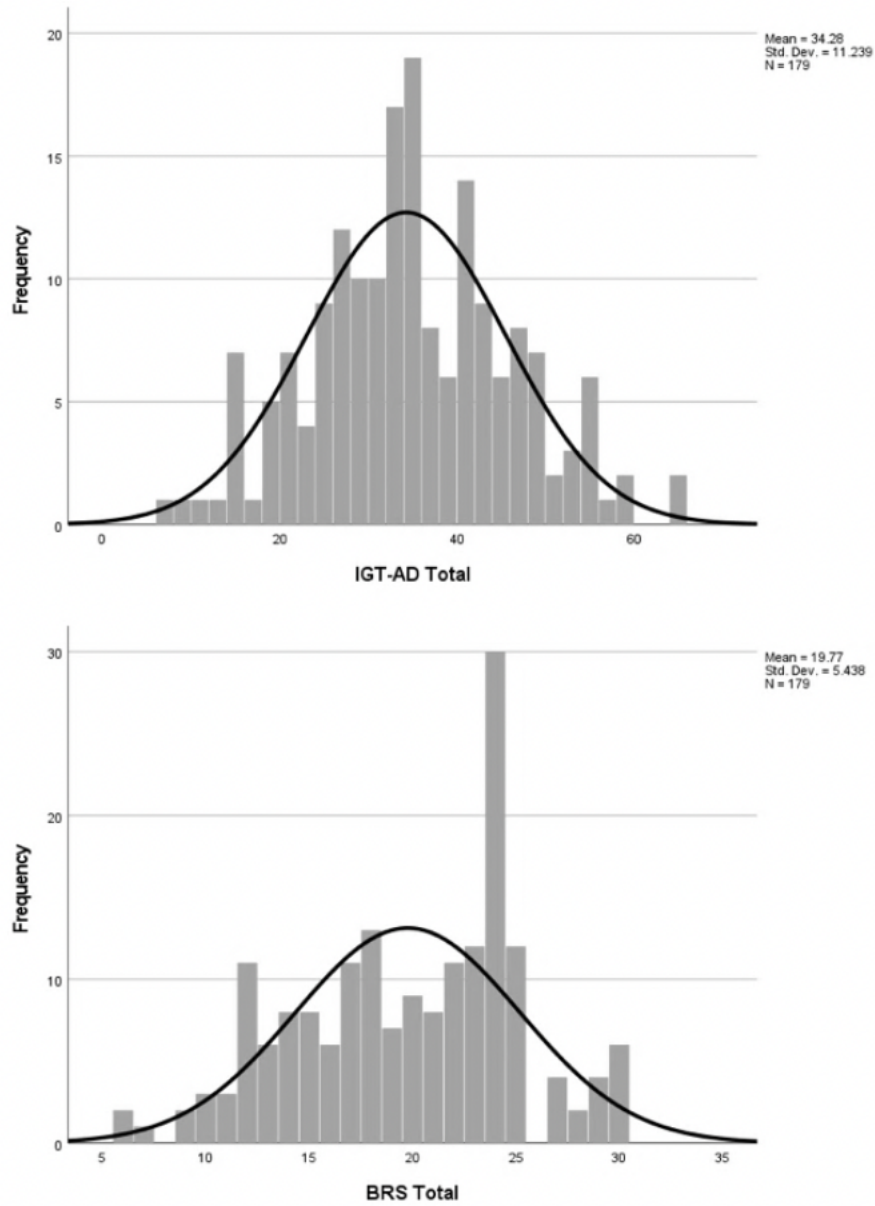 20
15
10
5
0
Frequency
0 20 40 60
IGT-AD Total
Mean = 34.28
Std. Dev. = 11.239
N = 179
30
20
10
0
Frequency
5 10 15 20 25 30 35
BRS Total
Mean = 19.77
Std. Dev. = 5.438
N = 179